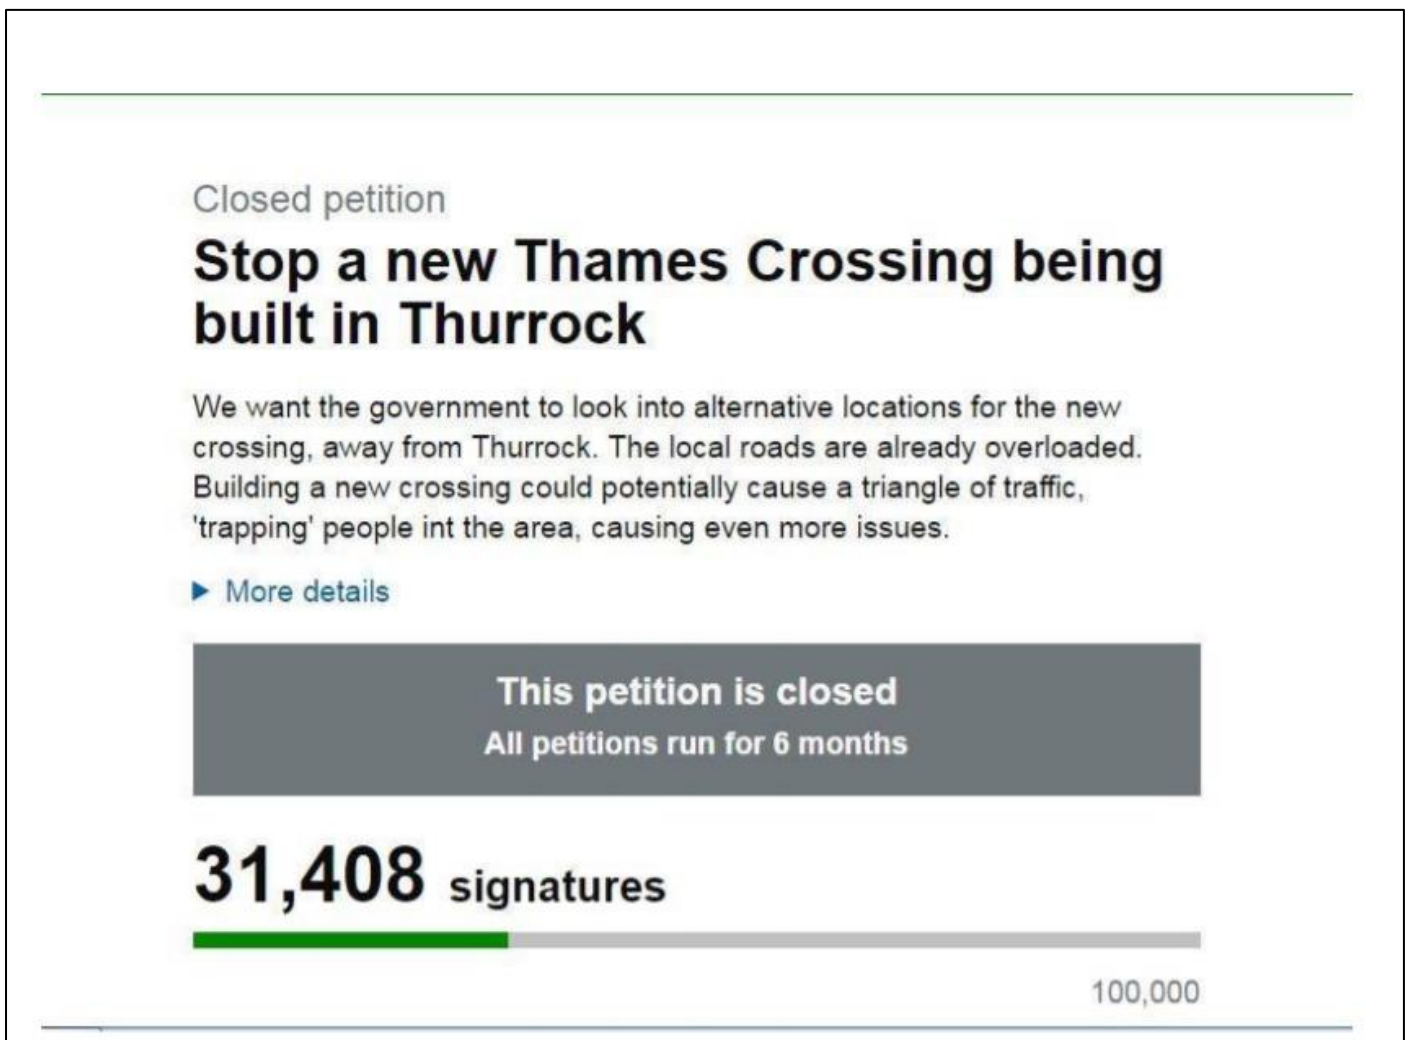 Closed petition
Stop a new Thames Crossing being
built in Thurrock
We want the government to look into alternative locations for the new
crossing, away from Thurrock. The local roads are already overloaded.
Building a new crossing could potentially cause a triangle of traffic,
'trapping' people int the area, causing even more issues.
More details
This petition is closed
All petitions run for 6 months
31,408 signatures
100,000